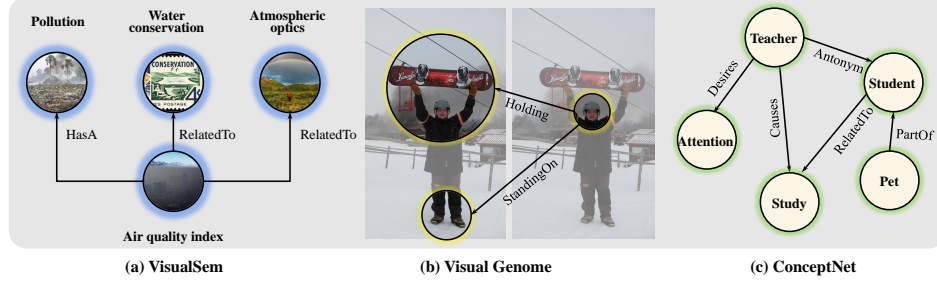 Pollution
Water
conservation
Atmospheric
optics
CONSERVATION
HasA
RelatedTo
RelatedTo
Air quality index
(a) VisualSem
Holding
StandingOn
(b) Visual Genome
Teacher
Antonym
Student
Desires
Causes
RelatedTo
PartOf
Attention
Study
Pet
(c) ConceptNet